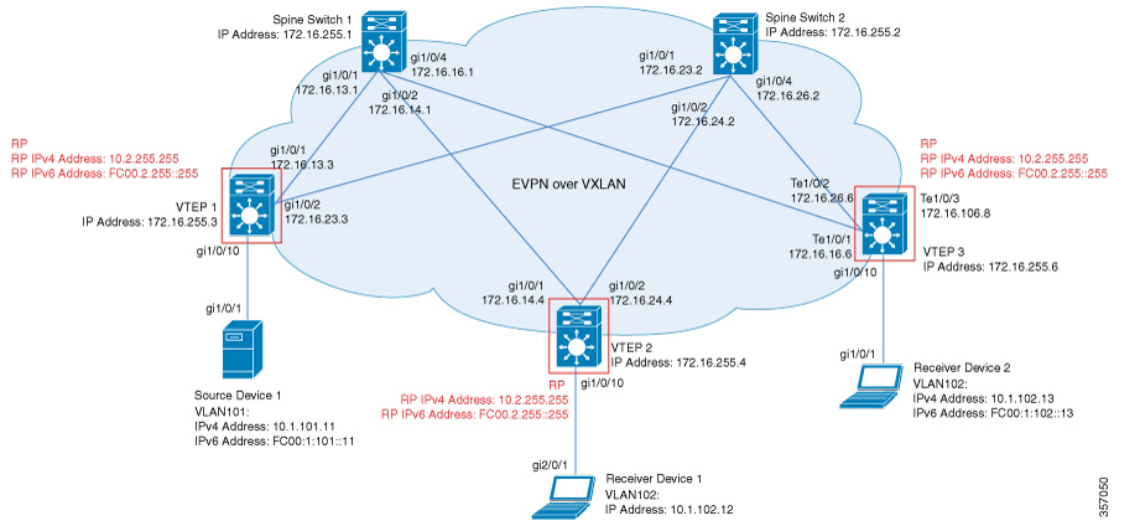 Spine Switch 1
IP Address: 172.16.255.1
Spine Switch 2
IP Address: 172.16.255.2
gi1/0/4
172.16.16.1
gi1/0/1
172.16.13.1
gi1/0/2
172.16.14.1
gi1/0/1
172.16.23.2
gi1/0/4
172.16.26.2
gi1/0/2
172.16.24.2
RP
RP IPv4 Address: 10.2.255.255
RP IPv6 Address: FC00.2.255::255
gi1/0/1
172.16.13.3
VTEP 1
IP Address: 172.16.255.3
gi1/0/2
172.16.23.3
gi1/0/10
EVPN over VXLAN
RP
RP IPv4 Address: 10.2.255.255
RP IPv6 Address: FC00.2.255::255
Te1/0/2
172.16.26.6
Te1/0/3
172.16.106.8
Te1/0/1
172.16.16.6
gi1/0/10
VTEP 3
IP Address: 172.16.255.6
gi1/0/1
172.16.14.4
gi1/0/2
172.16.24.4
VTEP 2
IP Address: 172.16.255.4
gi1/0/10
RP
RP IPv4 Address: 10.2.255.255
RP IPv6 Address: FC00.2.255::255
gi1/0/1
Source Device 1
VLAN101:
IPv4 Address: 10.1.101.11
IPv6 Address: FC00:1:101::11
gi1/0/1
Receiver Device 2
VLAN102:
IPv4 Address: 10.1.102.13
IPv6 Address: FC00:1:102::13
gi2/0/1
Receiver Device 1
VLAN102:
IP Address: 10.1.102.12
357050